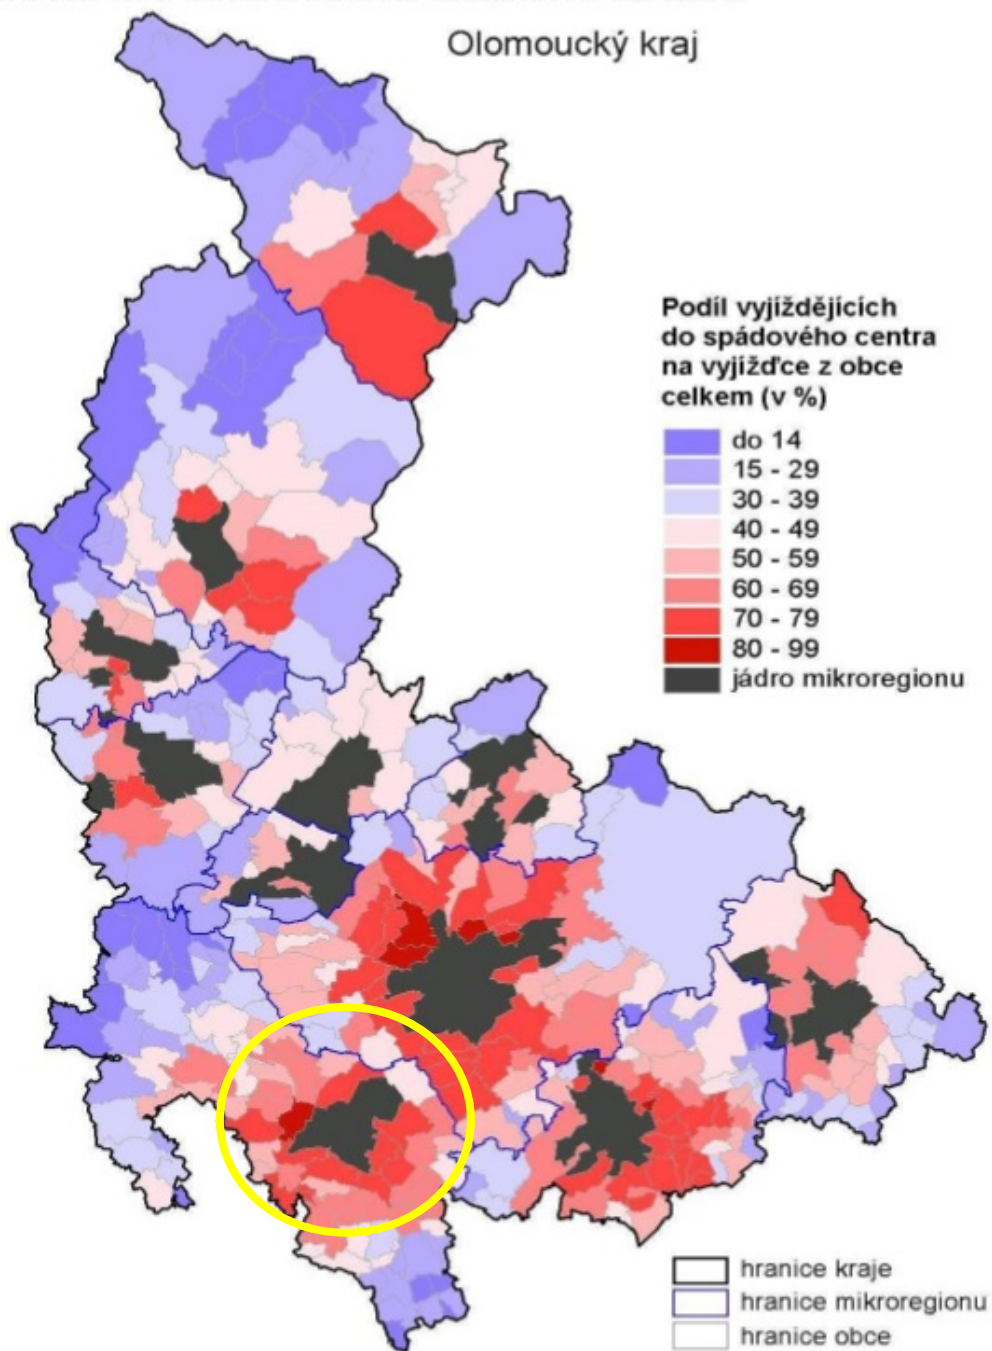 Olomoucký kraj
Podíl vyjíždějících
do spádového centra
na vyjížďce z obce
celkem (v %)
do 14
15 - 29
30 - 39
40 - 49
50 - 59
60 - 69
70 - 79
80 - 99
jádro mikroregionu
hranice kraje
hranice mikroregionu
hranice obce